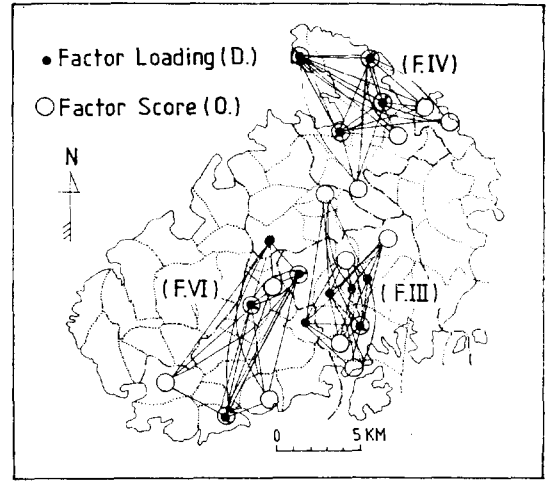 Factor Loading (D.)
Factor Score (O.)
N
(F.IV)
(F.VI)
(F.III)
0 5 KM